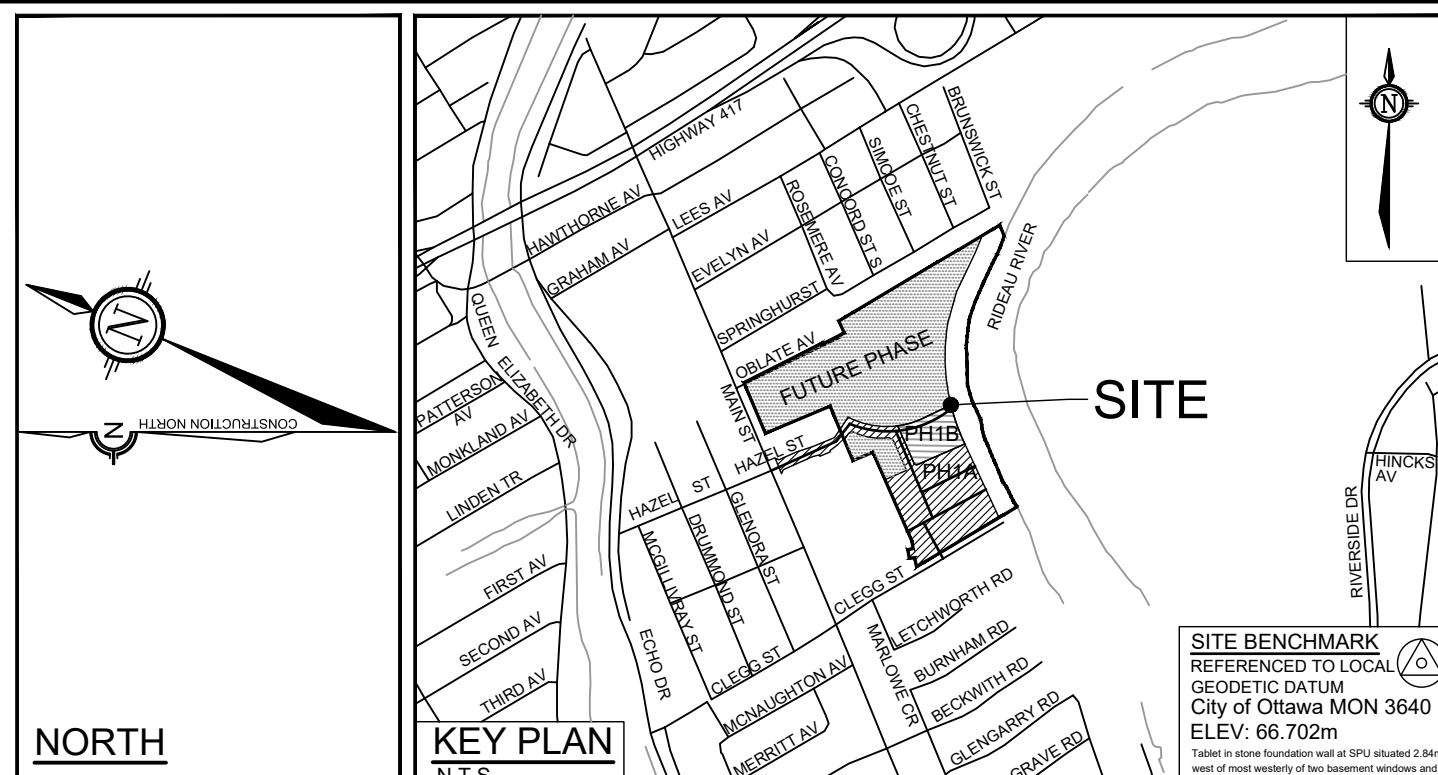 N
CONSTRUCTION NORTH
N
NORTH
HIGHWAY 417
HAWTHORNE AV
GRAHAM AV
LEES AV
EVELYN AV
SPRINGHURST
OBLATE AV
ROSEMERE AV
CONCORD ST S
SIMCOE ST
CHESTNUT ST
BRUNSWICK ST
RIDEAU RIVER
QUEEN ELIZABETH DR
PATTERSON
AV
MONKLAND AV
LINDEN TR
FIRST AV
SECOND AV
THIRD AV
MAIN ST
FUTURE PHASE
SITE
PH1B
PH1A
HAZEL ST
HAZEL ST
GLENORA ST
DRUMMOND ST
MCGILLIVRAY ST
ECHO DR
CLEGG ST
CLEGG ST
MCNAUGHTON AV
MERRITT AV
MARLOWE CR
LETCHWORTH RD
BURNHAM RD
BECKWITH RD
GLENGARRY RD
GRAVE RD
KEY PLAN
N.T.S.
N
HINCKS
AV
RIVERSIDE DR
SITE BENCHMARK
REFERENCED TO LOCAL
GEODETIC DATUM
City of Ottawa MON 3640
ELEV: 66.702m
Tablet in stone foundation wall at SPU situated 2.84m
west of most westerly of two basement windows and